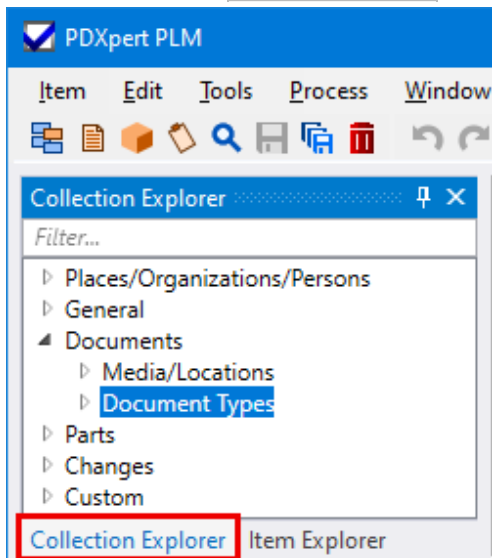 PDXpert PLM
Item Edit Tools Process Window
Collection Explorer
Filter...
Places/Organizations/Persons
General
Documents
Media/Locations
Document Types
Parts
Changes
Custom
Collection Explorer Item Explorer